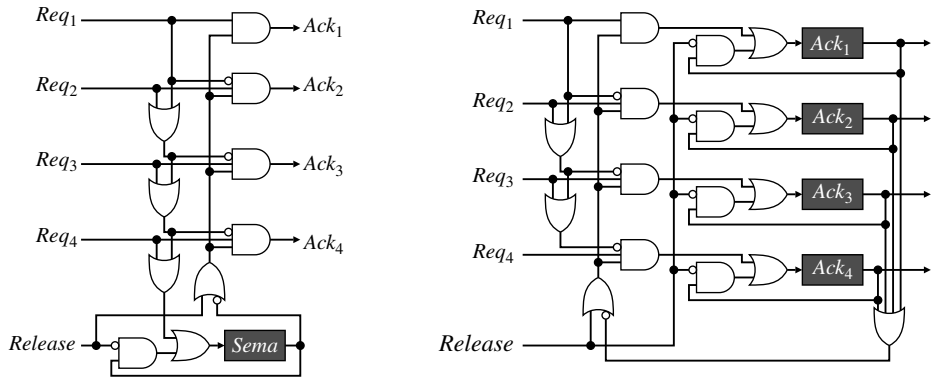 Req1
Ack1
Req2
Ack2
Req3
Ack3
Req4
Ack4
Release
Sema
Req1
Ack1
Req2
Ack2
Req3
Ack3
Req4
Ack4
Release